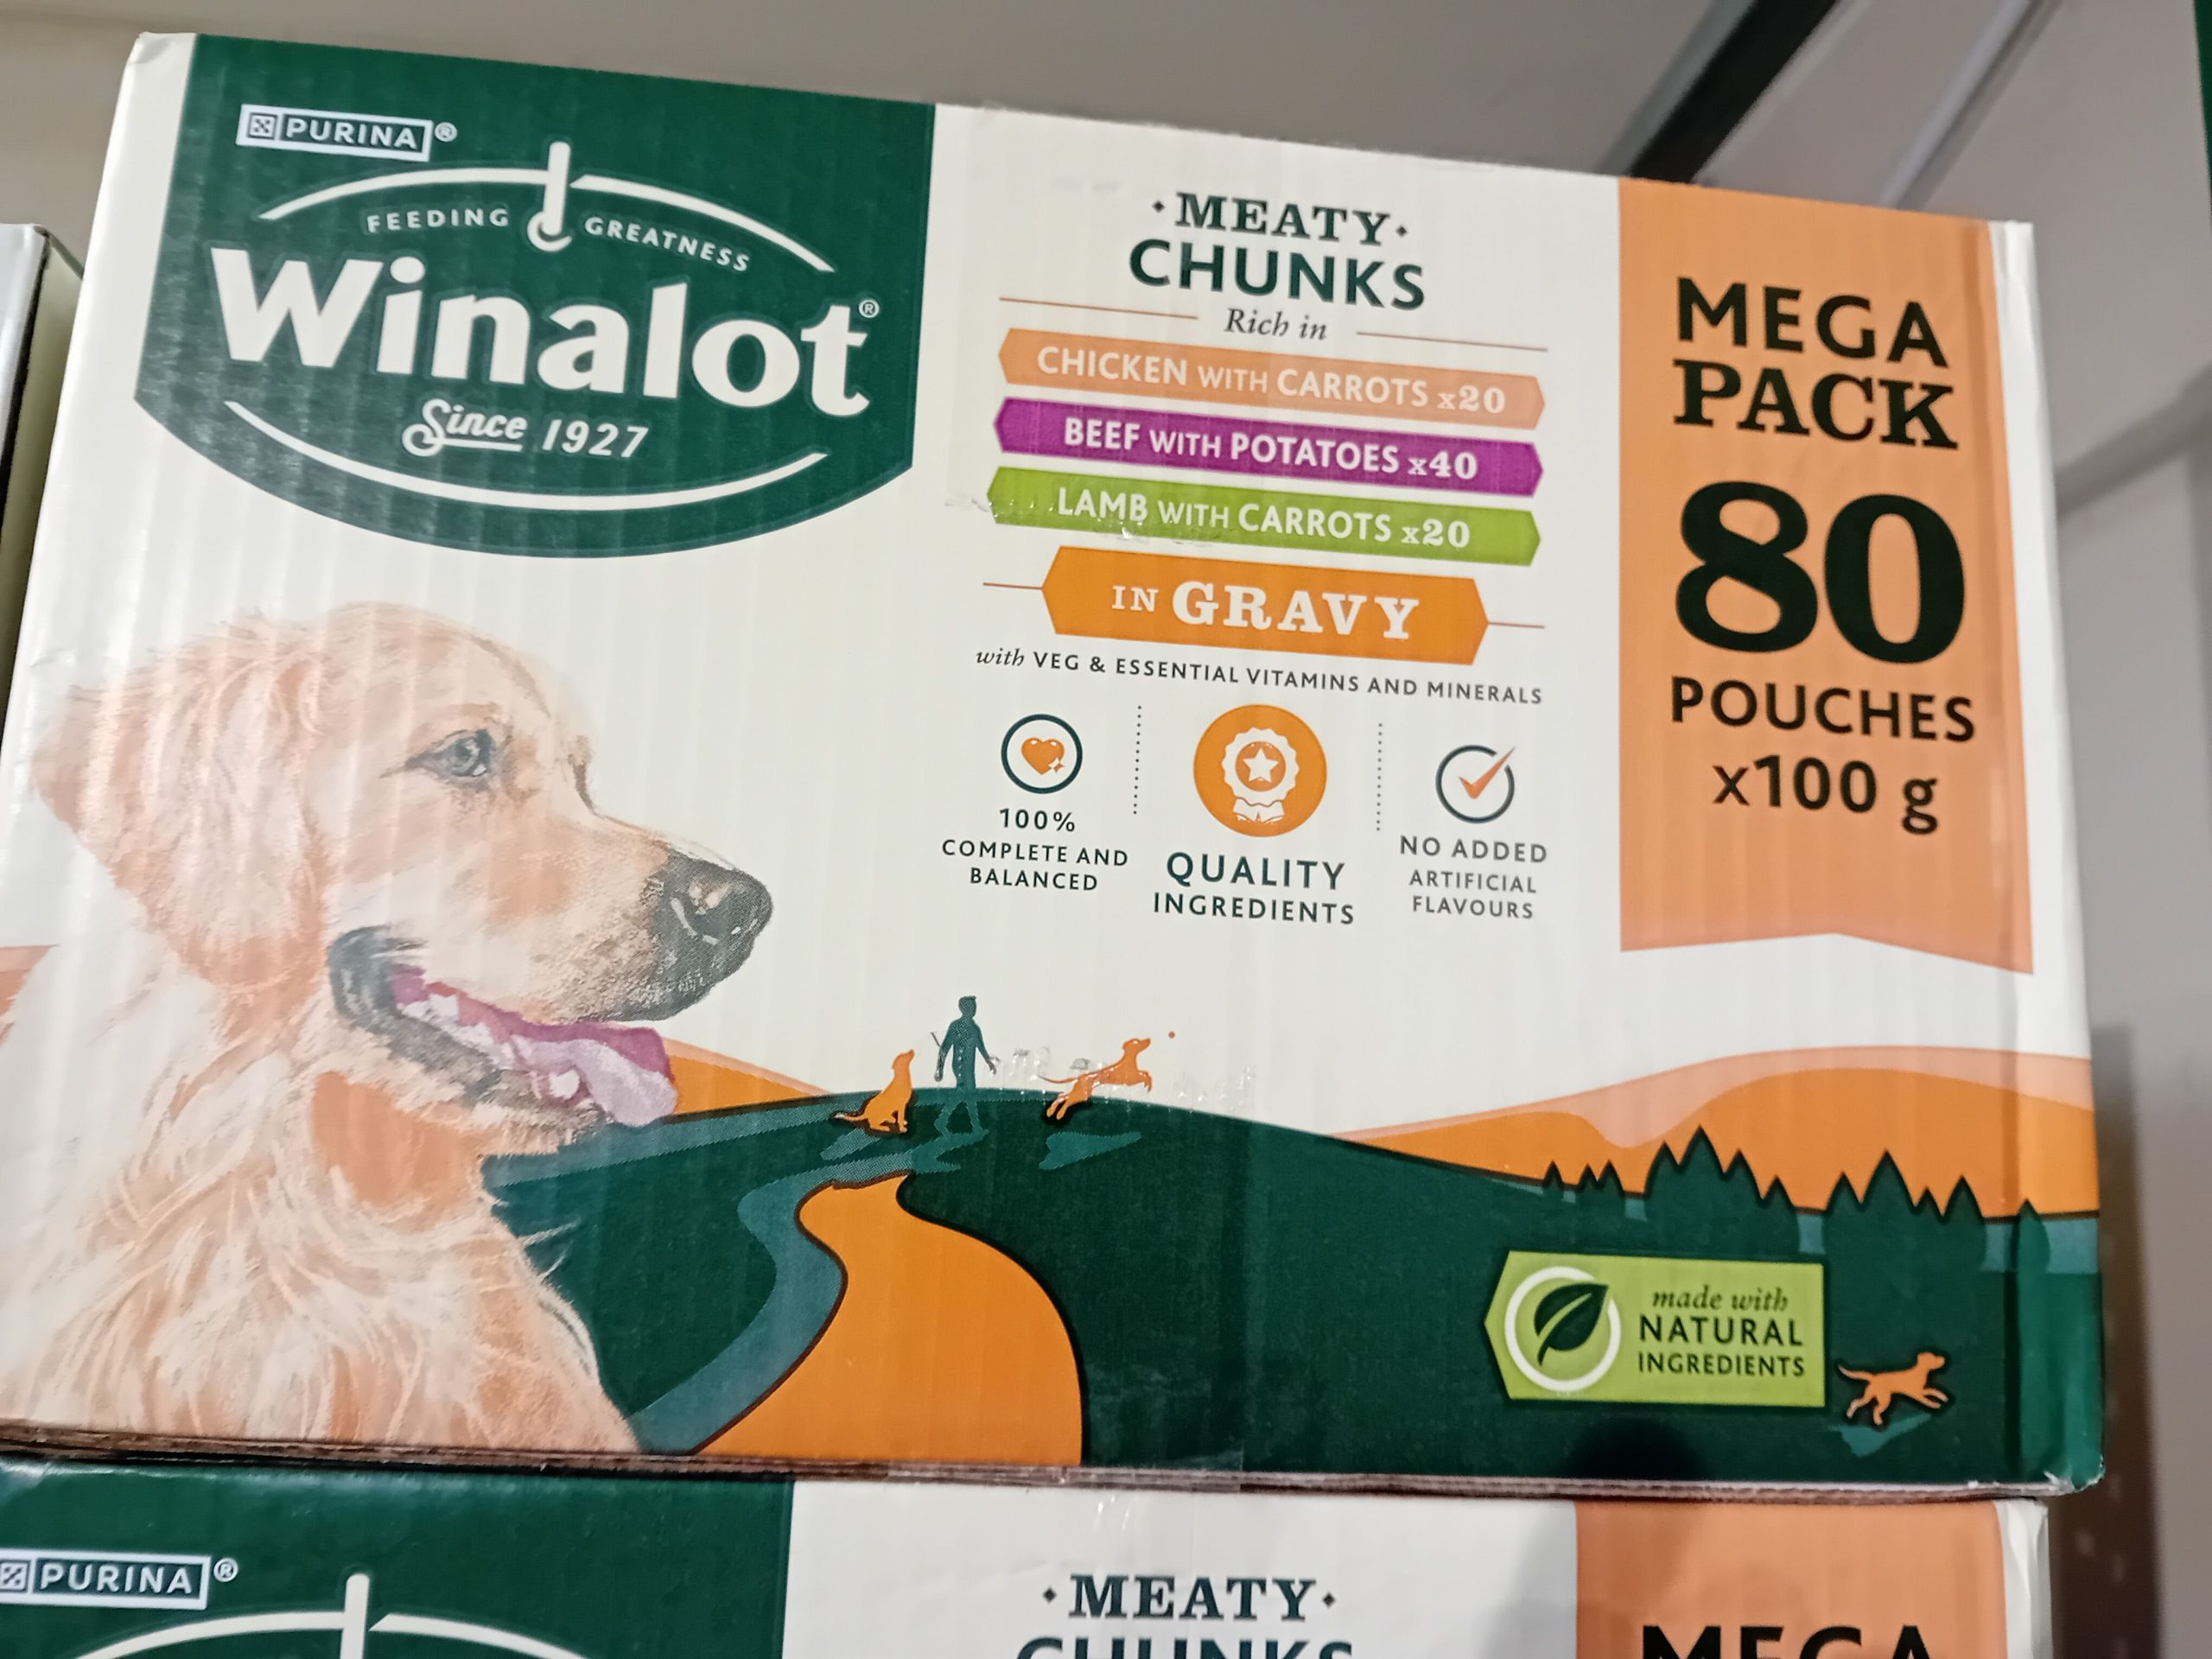 PURINA®
FEEDING GREATNESS
Winalot®
Since 1927
MEATY
CHUNKS
Rich in
CHICKEN WITH CARROTS x20
BEEF WITH POTATOES x40
LAMB WITH CARROTS x20
IN GRAVY
with VEG & ESSENTIAL VITAMINS AND MINERALS
100%
COMPLETE AND
BALANCED
QUALITY
INGREDIENTS
NO ADDED
ARTIFICIAL
FLAVOURS
MEGA
PACK
80
POUCHES
x100 g
made with
NATURAL
INGREDIENTS
PURINA®
MEATY
CHUNKS
MEGA